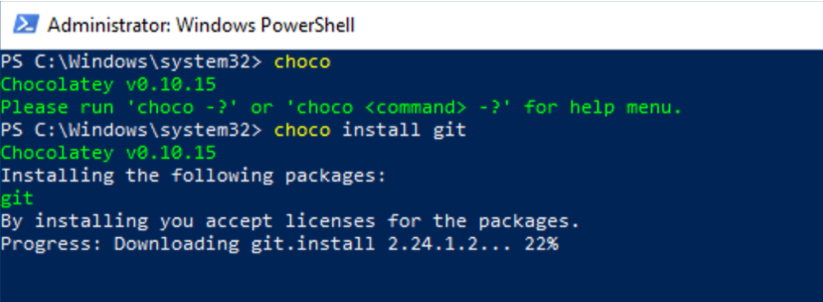 Administrator: Windows PowerShell
PS C:\Windows\system32> choco
Chocolatey v0.10.15
Please run 'choco -?' or 'choco <command> -?' for help menu.
PS C:\Windows\system32> choco install git
Chocolatey v0.10.15
Installing the following packages:
git
By installing you accept licenses for the packages.
Progress: Downloading git.install 2.24.1.2... 22%